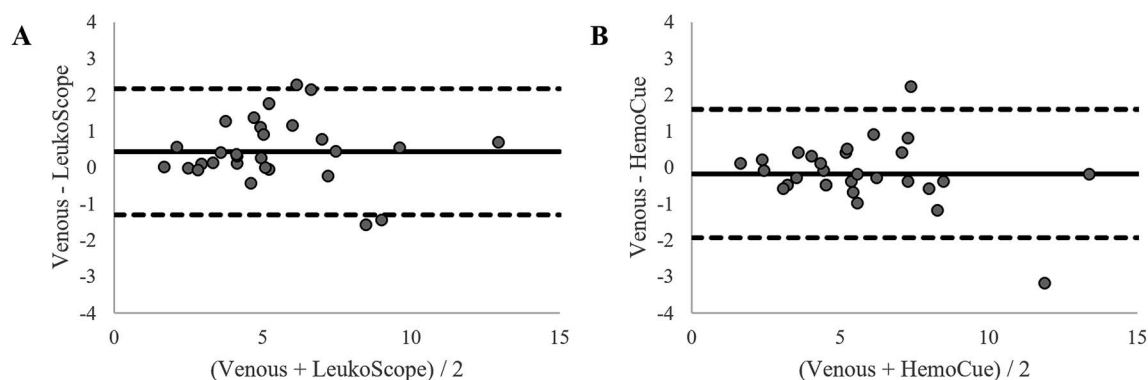 A
Venous - LeukoScope
4
3
2
1
0
-1
-2
-3
-4
0 5 10 15
(Venous + LeukoScope) / 2
B
Venous - HemoCue
4
3
2
1
0
-1
-2
-3
-4
0 5 10 15
(Venous + HemoCue) / 2